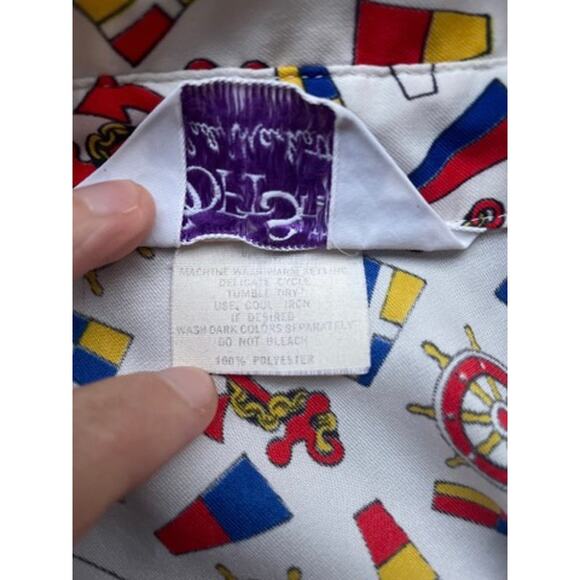 MACHINE WASH WARM SETTING
DELICATE CYCLE
TUMBLE DRY
USE COOL IRON
IF DESIRED
WASH DARK COLORS SEPARATELY
DO NOT BLEACH
100% POLYESTER